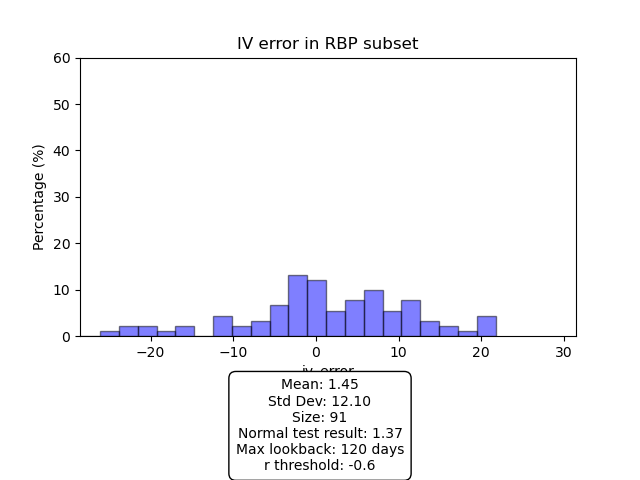 IV error in RBP subset
60
50
40
30
20
10
0
Percentage (%)
−20 −10 0 10 20 30
iv_error
Mean: 1.45
Std Dev: 12.10
Size: 91
Normal test result: 1.37
Max lookback: 120 days
r threshold: -0.6